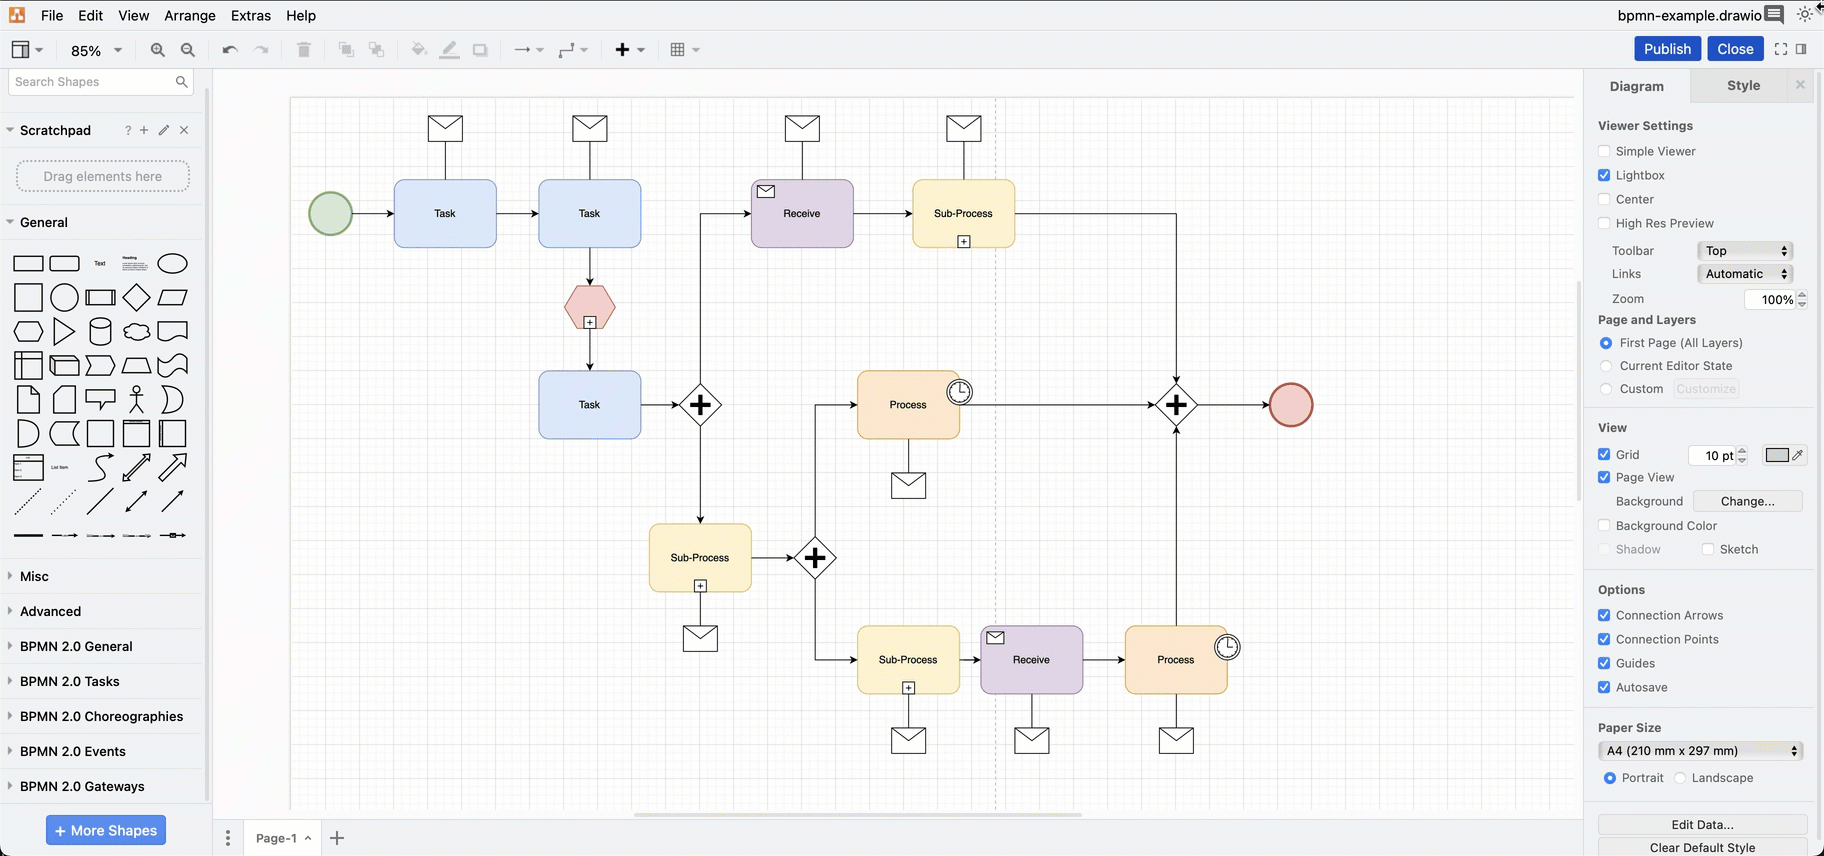 File Edit View Arrange Extras Help
bpmn-example.drawio
85%
Publish Close
Search Shapes
Scratchpad ?
Drag elements here
General
Text
Heading
List Item
Misc
Advanced
BPMN 2.0 General
BPMN 2.0 Tasks
BPMN 2.0 Choreographies
BPMN 2.0 Events
BPMN 2.0 Gateways
+ More Shapes
Task
Task
Receive
Sub-Process
Task
Process
Sub-Process
Sub-Process
Receive
Process
Page-1
Diagram Style
Viewer Settings
Simple Viewer
Lightbox
Center
High Res Preview
Toolbar Top
Links Automatic
Zoom 100%
Page and Layers
First Page (All Layers)
Current Editor State
Custom Customize
View
Grid 10 pt
Page View
Background Change...
Background Color
Shadow Sketch
Options
Connection Arrows
Connection Points
Guides
Autosave
Paper Size
A4 (210 mm x 297 mm)
Portrait Landscape
Edit Data...
Clear Default Style